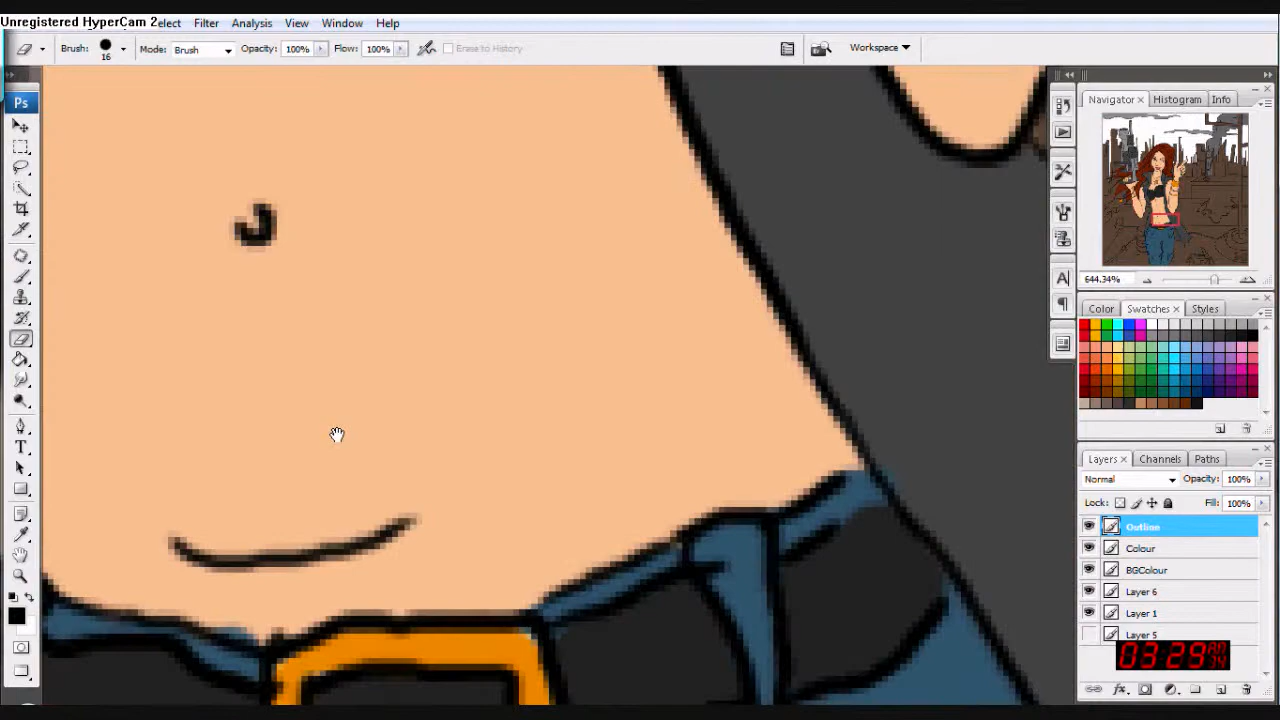 Unregistered HyperCam 2
elect Filter Analysis View Window Help
Brush: 16 Mode: Brush Opacity: 100% Flow: 100% Erase to History Workspace
Ps
Navigator Histogram Info
644.34%
Color Swatches Styles
Layers Channels Paths
Normal Opacity: 100%
Lock: Fill: 100%
Outline
Colour
BGColour
Layer 6
Layer 1
Layer 5
03:29